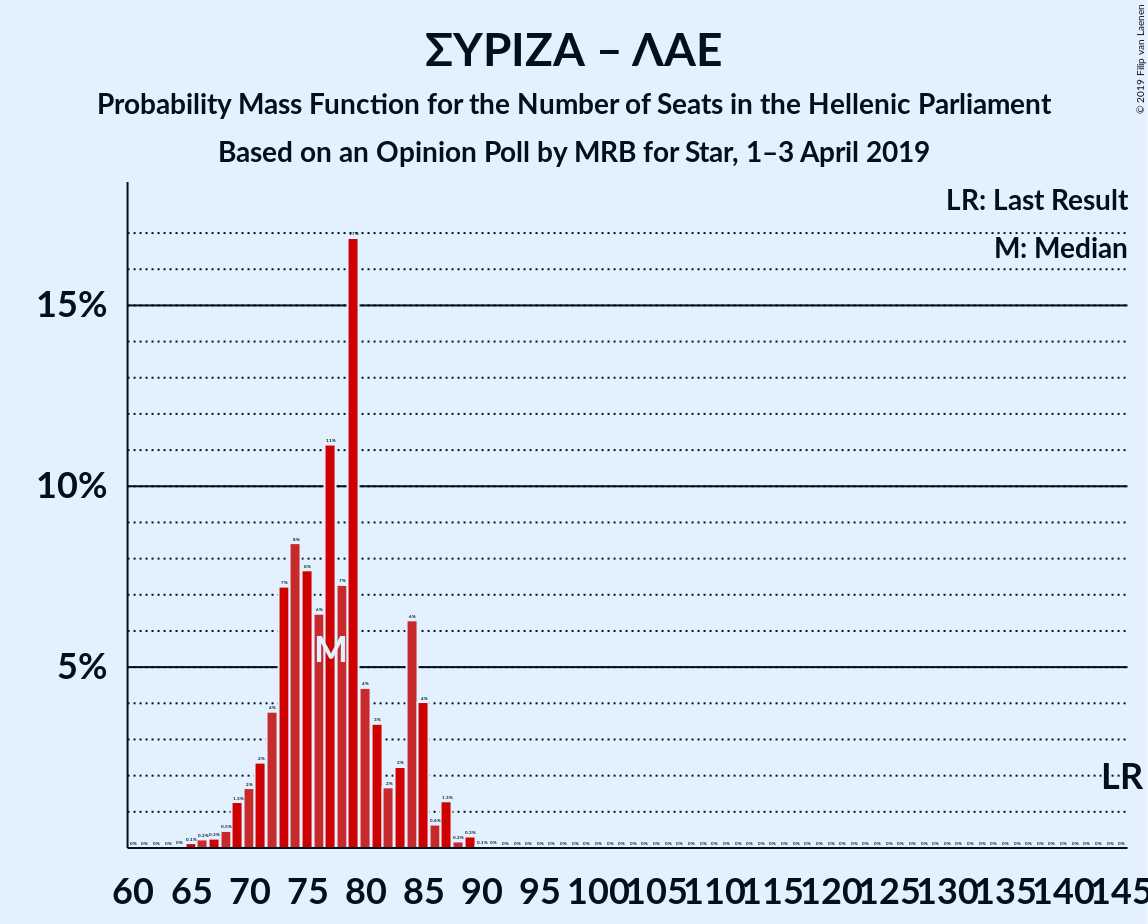 ΣΥΡΙΖΑ – ΛΑΕ
Probability Mass Function for the Number of Seats in the Hellenic Parliament
Based on an Opinion Poll by MRB for Star, 1–3 April 2019
© 2019 Filip van Laenen
LR: Last Result
M: Median
15%
10%
5%
M
LR
60 65 70 75 80 85 90 95 100 105 110 115 120 125 130 135 140 145